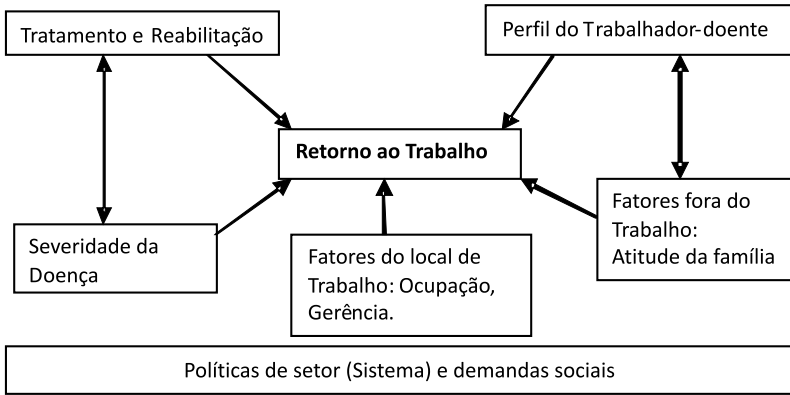 Tratamento e Reabilitação
Perfil do Trabalhador-doente
Retorno ao Trabalho
Severidade da
Doença
Fatores do local de
Trabalho: Ocupação,
Gerência.
Fatores fora do
Trabalho:
Atitude da família
Políticas de setor (Sistema) e demandas sociais